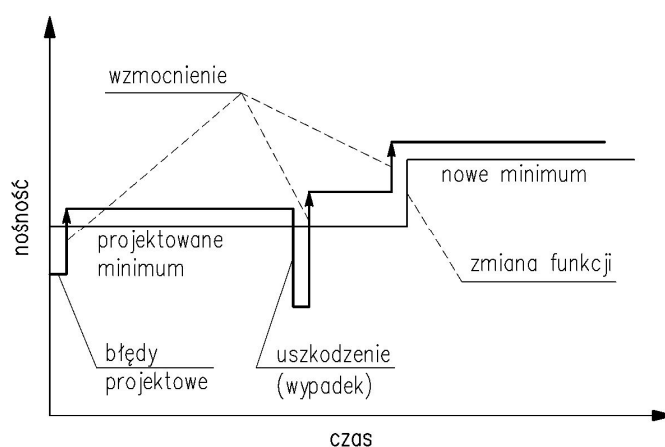 wzmocnienie
nośność
projektowane
minimum
nowe minimum
zmiana funkcji
błędy
projektowe
uszkodzenie
(wypadek)
czas